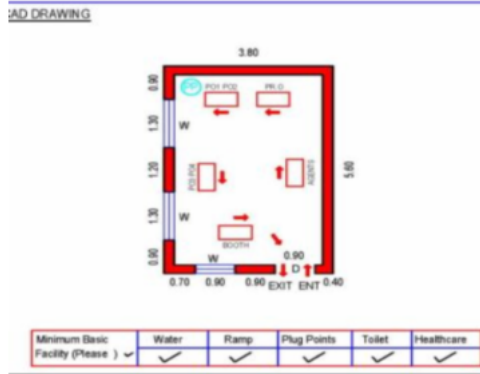 CAD DRAWING
3.80
PO1 PO2 PR.O
0.90
1.30 W
1.20 PO3 PO4 AGENTS 5.60
1.30 W
0.90 BOOTH
W 0.90
D
0.70 0.90 0.90 EXIT ENT 0.40
Minimum Basic Facility (Please ) ✓ Water Ramp Plug Points Toilet Healthcare
✓ ✓ ✓ ✓ ✓